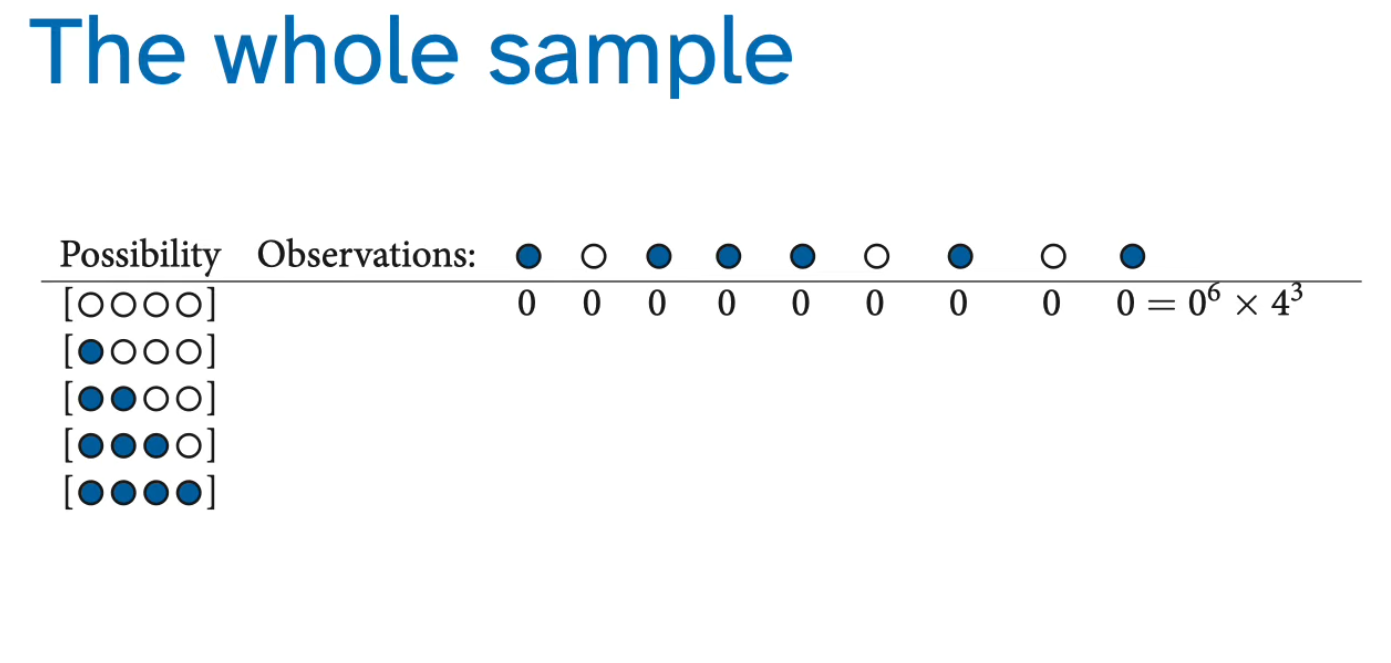 The whole sample
Possibility Observations:
[○○○○] 0 0 0 0 0 0 0 0 0 = 0⁶ × 4³
[●○○○]
[●●○○]
[●●●○]
[●●●●]